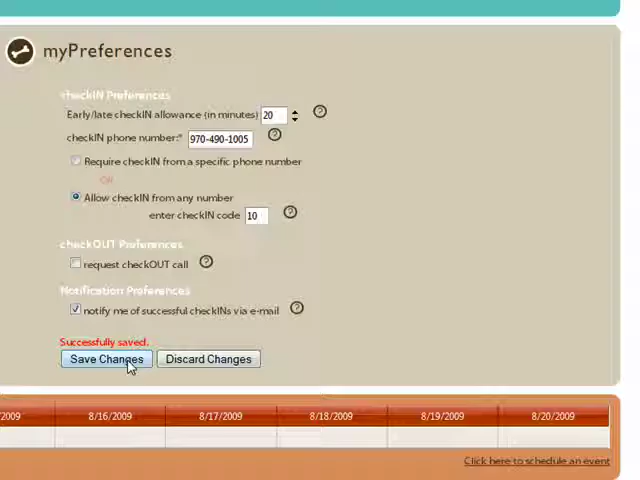 myPreferences
checkIN Preferences
Early/late checkIN allowance (in minutes) 20
checkIN phone number:* 970-490-1005
Require checkIN from a specific phone number
OR
Allow checkIN from any number
enter checkIN code 10
checkOUT Preferences
request checkOUT call
Notification Preferences
notify me of successful checkINs via e-mail
Successfully saved.
Save Changes Discard Changes
/2009 8/16/2009 8/17/2009 8/18/2009 8/19/2009 8/20/2009
Click here to schedule an event